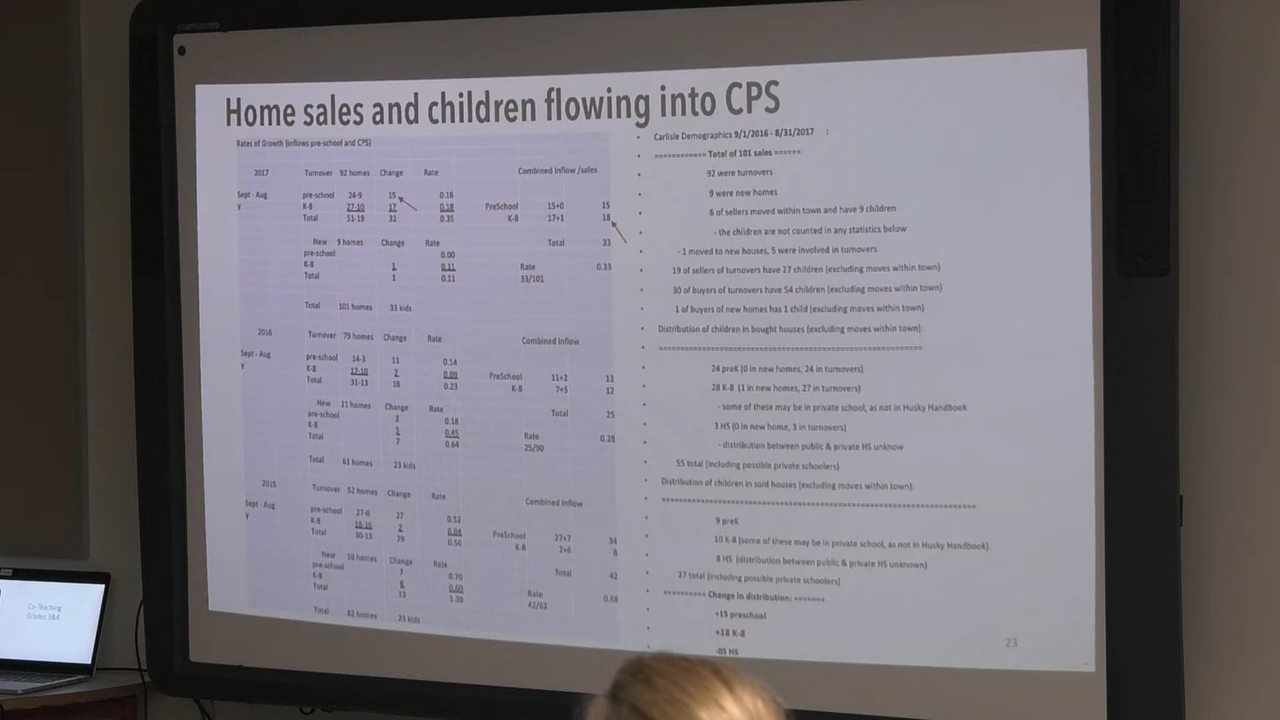 Home sales and children flowing into CPS
Rates of Growth (inflows pre-school and CPS)
2017 Turnover 92 homes Change Rate Combined Inflow /sales
Sept - Aug pre-school 24-9 15 0.16
Y K-8 27-10 17 0.18 PreSchool 15+0 15
Total 51-19 32 0.35 K-8 17+1 18
New 9 homes Change Rate Total 33
pre-school 0.00
K-8 1 0.11 Rate 0.33
Total 1 0.11 33/101
Total 101 homes 33 kids
2016 Turnover 79 homes Change Rate Combined Inflow
Sept - Aug pre-school 14-3 11 0.14
Y K-8 17-10 7 0.09 PreSchool 11+2 13
Total 31-13 18 0.23 K-8 7+5 12
New 11 homes Change Rate Total 25
pre-school 2 0.18
K-8 5 0.45 Rate 0.28
Total 7 0.64 25/90
Total 61 homes 23 kids
2015 Turnover 52 homes Change Rate Combined Inflow
Sept - Aug pre-school 27-0 27 0.52
Y K-8 2 0.04 PreSchool 27+7 34
Total 30-13 29 0.56 K-8 2+6 8
New 10 homes Change Rate Total 42
pre-school 7 0.70
K-8 6 0.60 Rate 0.68
Total 13 1.30 42/62
Total 62 homes 23 kids
• Carlisle Demographics 9/1/2016 - 8/31/2017 :
• ============ Total of 101 sales ======
• 92 were turnovers
• 9 were new homes
• 6 of sellers moved within town and have 9 children
• - the children are not counted in any statistics below
• - 1 moved to new houses, 5 were involved in turnovers
• 19 of sellers of turnovers have 27 children (excluding moves within town)
• 30 of buyers of turnovers have 54 children (excluding moves within town)
• 1 of buyers of new homes has 1 child (excluding moves within town)
• Distribution of children in bought houses (excluding moves within town):
• 24 preK (0 in new homes, 24 in turnovers)
• 28 K-8 (1 in new homes, 27 in turnovers)
• - some of these may be in private school, as not in Husky Handbook
• 3 HS (0 in new home, 3 in turnovers)
• - distribution between public & private HS unknow
• 55 total (including possible private schoolers)
• Distribution of children in sold houses (excluding moves within town):
• 9 preK
• 10 K-8 (some of these may be in private school, as not in Husky Handbook)
• 8 HS (distribution between public & private HS unknown)
• 27 total (including possible private schoolers)
• ========== Change in distribution: =======
• +15 preschool
• +18 K-8
• -05 HS
23
Co-Teaching
Grades 3&4